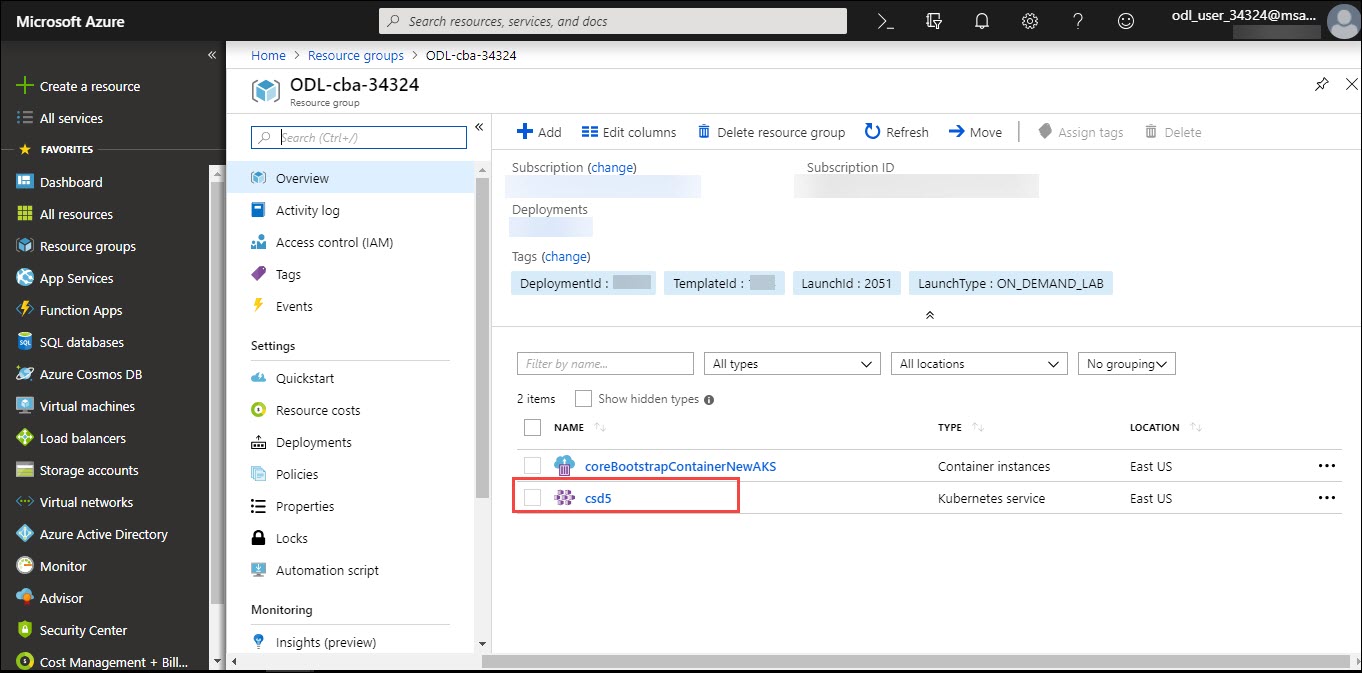 Microsoft Azure
Search resources, services, and docs
odl_user_34324@msa...
Home > Resource groups > ODL-cba-34324
ODL-cba-34324
Resource group
Create a resource
All services
FAVORITES
Dashboard
All resources
Resource groups
App Services
Function Apps
SQL databases
Azure Cosmos DB
Virtual machines
Load balancers
Storage accounts
Virtual networks
Azure Active Directory
Monitor
Advisor
Security Center
Cost Management + Bill...
Search (Ctrl+/)
Overview
Activity log
Access control (IAM)
Tags
Events
Settings
Quickstart
Resource costs
Deployments
Policies
Properties
Locks
Automation script
Monitoring
Insights (preview)
Add Edit columns Delete resource group Refresh Move Assign tags Delete
Subscription (change) Subscription ID
Deployments
Tags (change)
DeploymentId : TemplateId : LaunchId : 2051 LaunchType : ON_DEMAND_LAB
Filter by name... All types All locations No grouping
2 items Show hidden types
NAME TYPE LOCATION
coreBootstrapContainerNewAKS Container instances East US
csd5 Kubernetes service East US